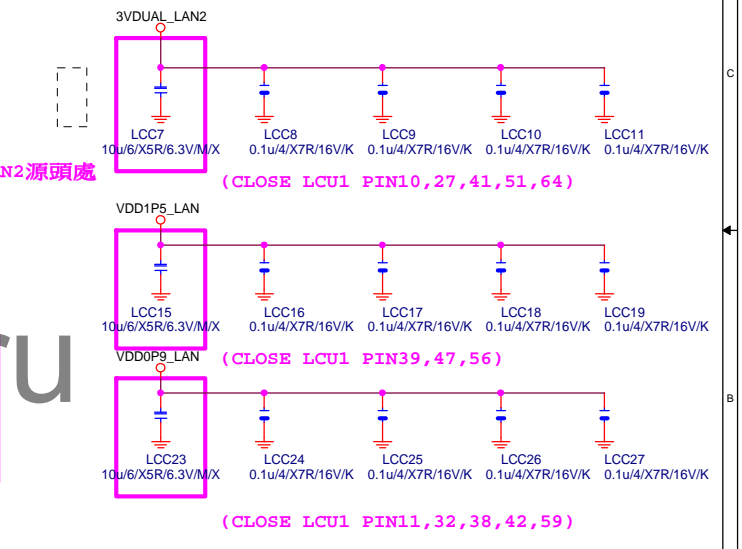 3VDUAL_LAN2
C
LCC7 LCC8 LCC9 LCC10 LCC11
10u/6/X5R/6.3V/M/X 0.1u/4/X7R/16V/K 0.1u/4/X7R/16V/K 0.1u/4/X7R/16V/K 0.1u/4/X7R/16V/K
N2源頭處
(CLOSE LCU1 PIN10,27,41,51,64)
VDD1P5_LAN
LCC15 LCC16 LCC17 LCC18 LCC19
10u/6/X5R/6.3V/M/X 0.1u/4/X7R/16V/K 0.1u/4/X7R/16V/K 0.1u/4/X7R/16V/K 0.1u/4/X7R/16V/K
ru
VDD0P9_LAN
(CLOSE LCU1 PIN39,47,56)
B
LCC23 LCC24 LCC25 LCC26 LCC27
10u/6/X5R/6.3V/M/X 0.1u/4/X7R/16V/K 0.1u/4/X7R/16V/K 0.1u/4/X7R/16V/K 0.1u/4/X7R/16V/K
(CLOSE LCU1 PIN11,32,38,42,59)